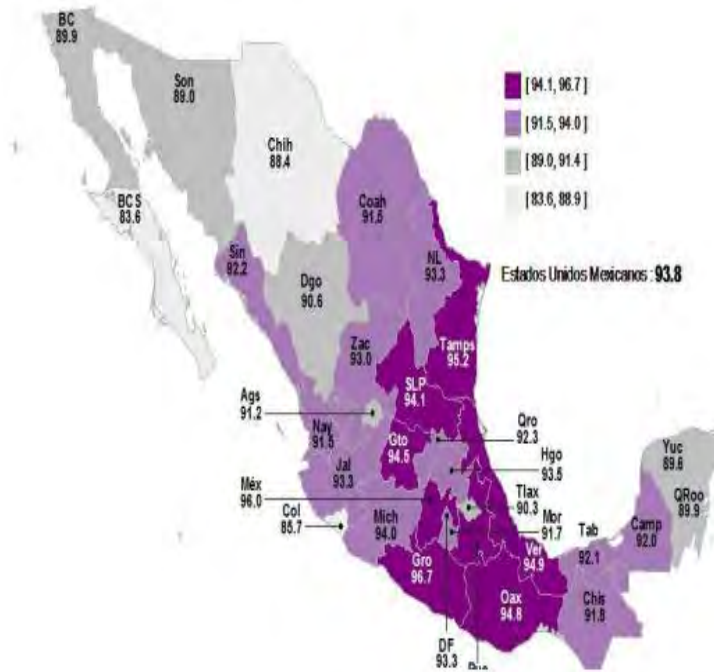 BC
89.9
Son
89.0
Chih
88.4
[ 94.1, 96.7 ]
[ 91.5, 94.0 ]
[ 89.0, 91.4 ]
[ 83.6, 88.9 ]
BCS
83.6
Coah
91.5
Sin
92.2
NL
93.3
Estados Unidos Mexicanos : 93.8
Dgo
90.6
Zac
93.0
Tamps
95.2
SLP
94.1
Ags
91.2
Nay
91.5
Gto
94.5
Qro
92.3
Hgo
93.5
Yuc
89.6
Jal
93.3
Méx
96.0
Tlax
90.3
QRoo
89.9
Col
85.7
Mich
94.0
Mor
91.7
Tab
92.1
Camp
92.0
Ver
94.9
Gro
96.7
Oax
94.8
Chis
91.8
DF
93.3